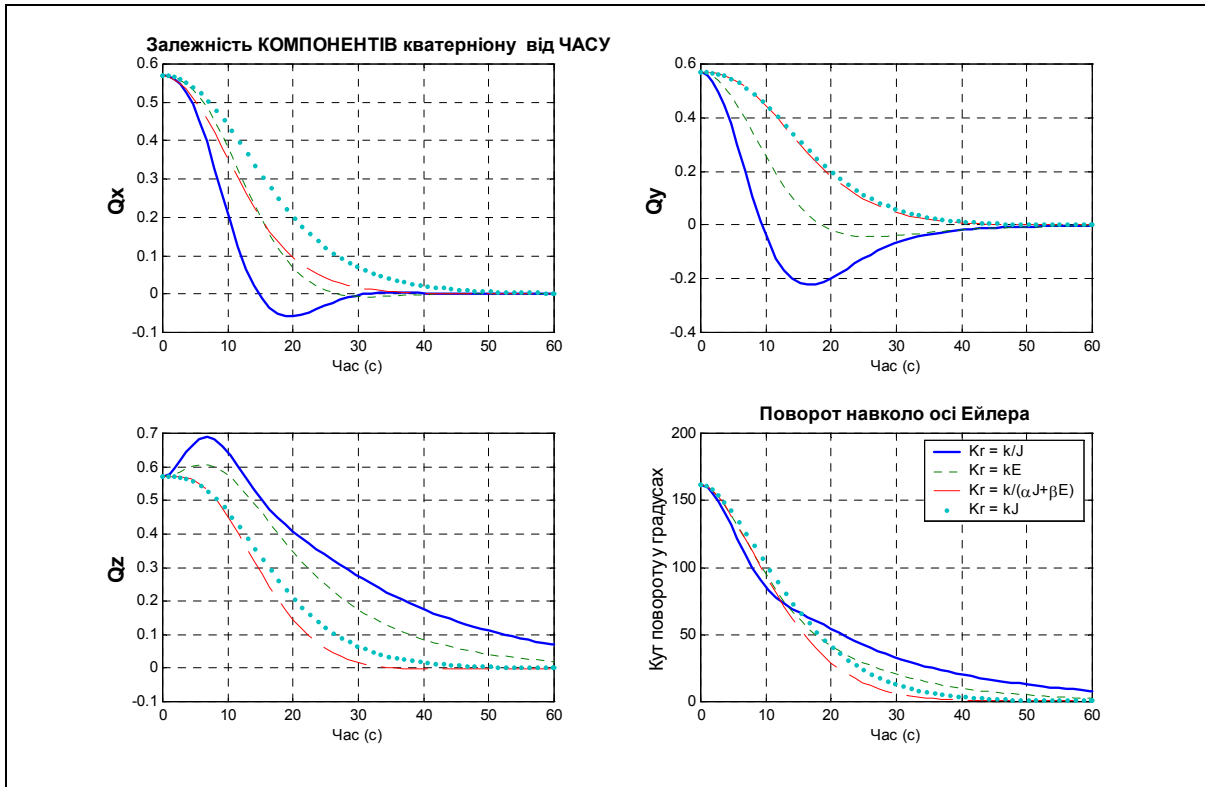 Залежність КОМПОНЕНТІВ кватерніону від ЧАСУ
0.6
0.5
0.4
0.3
0.2
0.1
0
-0.1
Qx
0 10 20 30 40 50 60
Час (с)
0.6
0.4
0.2
0
-0.2
-0.4
Qy
0 10 20 30 40 50 60
Час (с)
0.7
0.6
0.5
0.4
0.3
0.2
0.1
0
-0.1
Qz
0 10 20 30 40 50 60
Час (с)
Поворот навколо осі Ейлера
200
150
100
50
0
Кут повороту у градусах
Kr = k/J
Kr = kE
Kr = k/(αJ+βE)
Kr = kJ
0 10 20 30 40 50 60
Час (с)